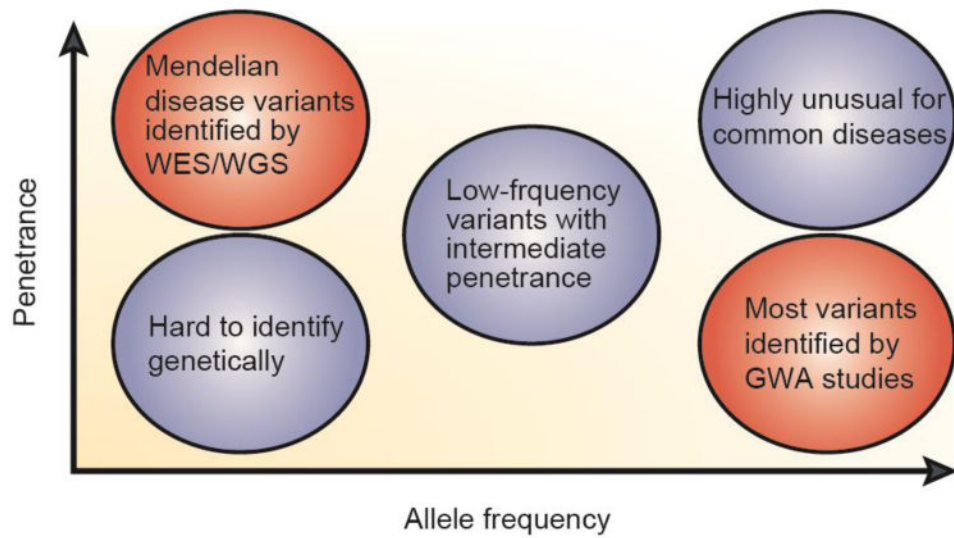 Penetrance
Mendelian
disease variants
identified by
WES/WGS
Highly unusual for
common diseases
Low-frquency
variants with
intermediate
penetrance
Hard to identify
genetically
Most variants
identified by
GWA studies
Allele frequency